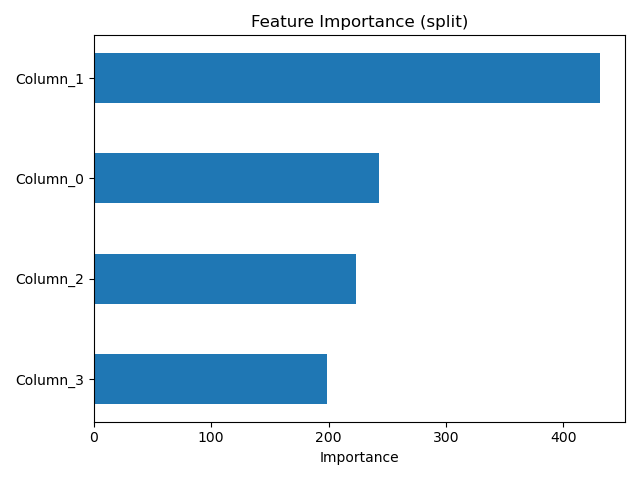 Feature Importance (split)
Column_1
Column_0
Column_2
Column_3
0 100 200 300 400
Importance